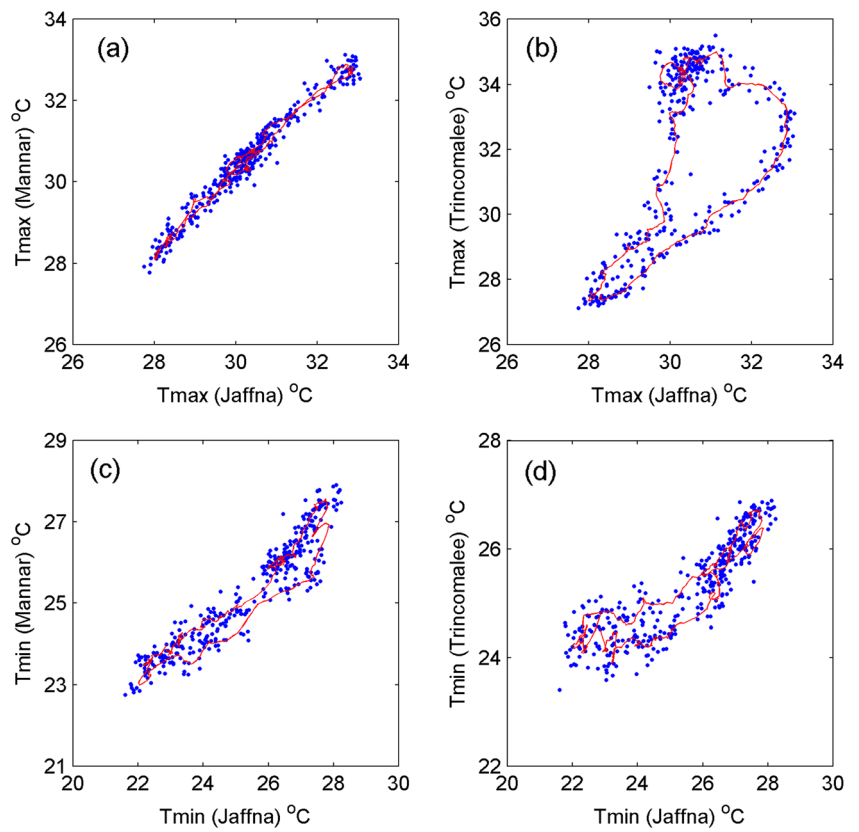 (a)
34
32
30
28
26
26 28 30 32 34
Tmax (Mannar) °C
Tmax (Jaffna) °C
(b)
36
34
32
30
28
26
26 28 30 32 34
Tmax (Trincomalee) °C
Tmax (Jaffna) °C
(c)
29
27
25
23
21
20 22 24 26 28 30
Tmin (Mannar) °C
Tmin (Jaffna) °C
(d)
28
26
24
22
20 22 24 26 28 30
Tmin (Trincomalee) °C
Tmin (Jaffna) °C